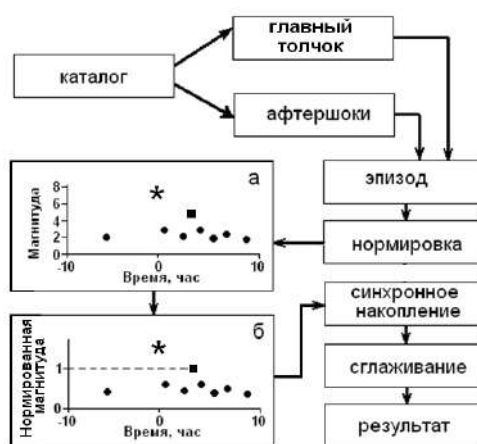 главный
толчок
каталог
афтершоки
эпизод
нормировка
синхронное
накопление
сглаживание
результат
а
Магнитуда
8
6
4
2
0
-10 0 10
Время, час
б
Нормированная
магнитуда
1
0
-10 0 10
Время, час